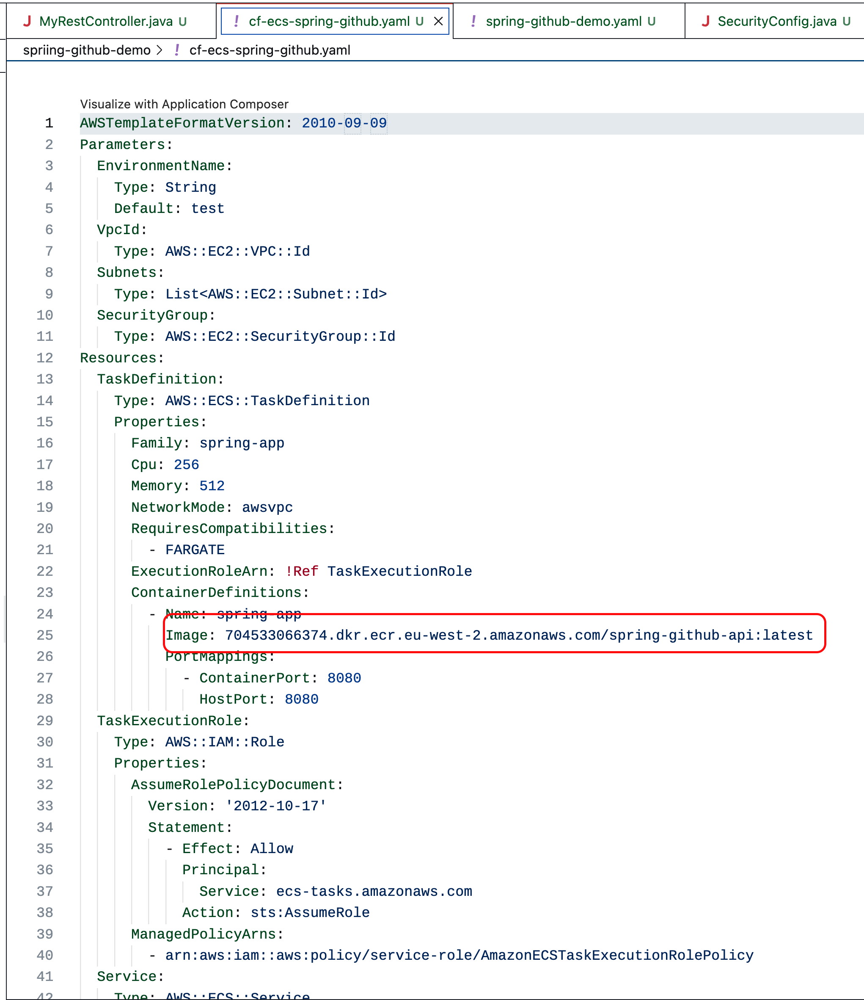 MyRestController.java U ! cf-ecs-spring-github.yaml U ! spring-github-demo.yaml U SecurityConfig.java U
spriing-github-demo > ! cf-ecs-spring-github.yaml
Visualize with Application Composer
1 AWSTemplateFormatVersion: 2010-09-09
2 Parameters:
3 EnvironmentName:
4 Type: String
5 Default: test
6 VpcId:
7 Type: AWS::EC2::VPC::Id
8 Subnets:
9 Type: List<AWS::EC2::Subnet::Id>
10 SecurityGroup:
11 Type: AWS::EC2::SecurityGroup::Id
12 Resources:
13 TaskDefinition:
14 Type: AWS::ECS::TaskDefinition
15 Properties:
16 Family: spring-app
17 Cpu: 256
18 Memory: 512
19 NetworkMode: awsvpc
20 RequiresCompatibilities:
21 - FARGATE
22 ExecutionRoleArn: !Ref TaskExecutionRole
23 ContainerDefinitions:
24 - Name: spring-app
25 Image: 704533066374.dkr.ecr.eu-west-2.amazonaws.com/spring-github-api:latest
26 PortMappings:
27 - ContainerPort: 8080
28 HostPort: 8080
29 TaskExecutionRole:
30 Type: AWS::IAM::Role
31 Properties:
32 AssumeRolePolicyDocument:
33 Version: '2012-10-17'
34 Statement:
35 - Effect: Allow
36 Principal:
37 Service: ecs-tasks.amazonaws.com
38 Action: sts:AssumeRole
39 ManagedPolicyArns:
40 - arn:aws:iam::aws:policy/service-role/AmazonECSTaskExecutionRolePolicy
41 Service:
42 Type: AWS::ECS::Service